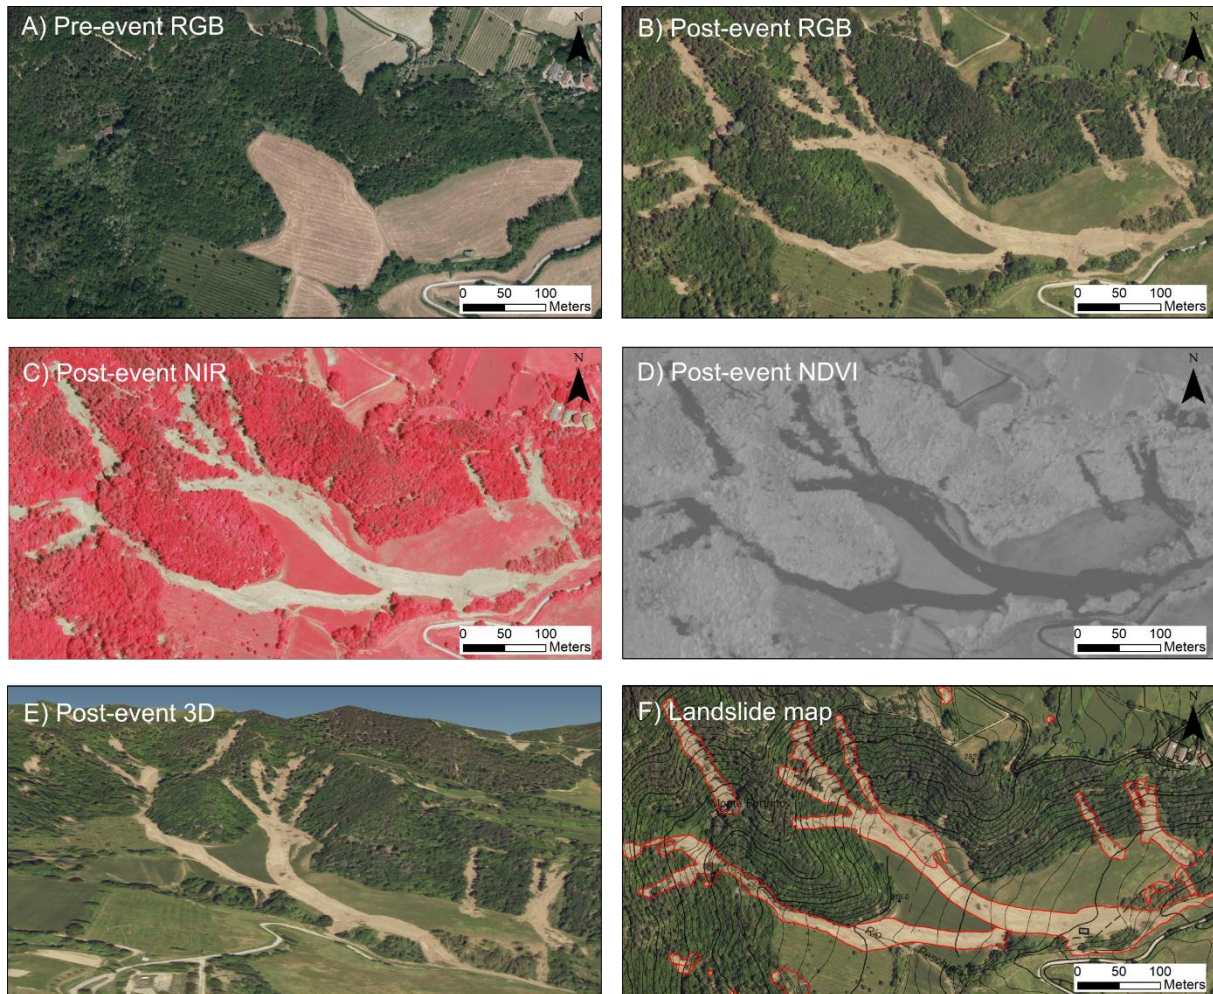 A) Pre-event RGB
N
0 50 100
Meters
B) Post-event RGB
N
0 50 100
Meters
C) Post-event NIR
N
0 50 100
Meters
D) Post-event NDVI
N
0 50 100
Meters
E) Post-event 3D
F) Landslide map
N
Rio
0 50 100
Meters